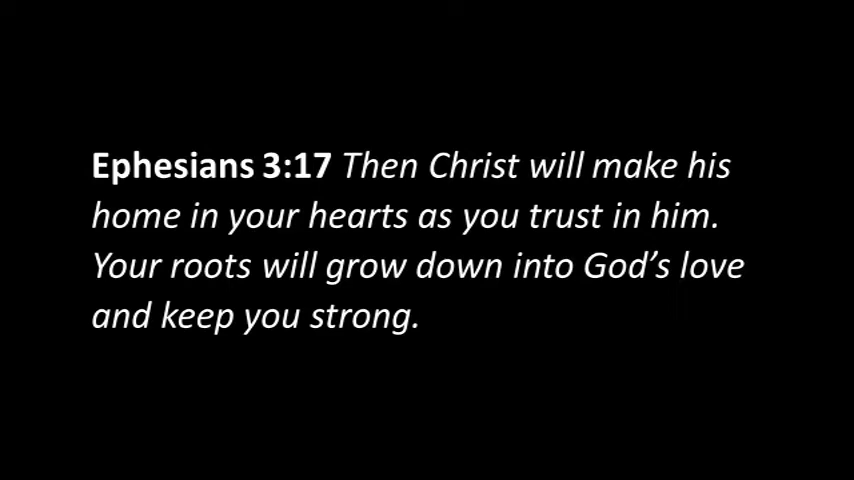 Ephesians 3:17 Then Christ will make his
home in your hearts as you trust in him.
Your roots will grow down into God’s love
and keep you strong.